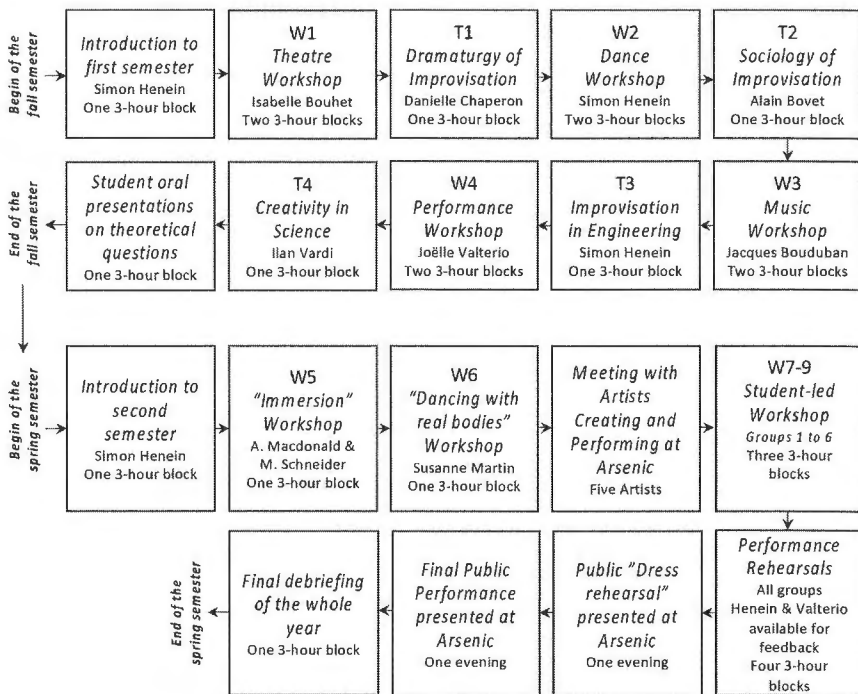 Begin of the
fall semester
Introduction to
first semester
Simon Henein
One 3-hour block
W1
Theatre
Workshop
Isabelle Bouhet
Two 3-hour blocks
T1
Dramaturgy of
Improvisation
Danielle Chaperon
One 3-hour block
W2
Dance
Workshop
Simon Henein
Two 3-hour blocks
T2
Sociology of
Improvisation
Alain Bovet
One 3-hour block
W3
Music
Workshop
Jacques Bouduban
Two 3-hour blocks
T3
Improvisation
in Engineering
Simon Henein
One 3-hour block
W4
Performance
Workshop
Joëlle Valterio
Two 3-hour blocks
T4
Creativity in
Science
Ilan Vardi
One 3-hour block
Student oral
presentations
on theoretical
questions
One 3-hour block
End of the
fall semester
Begin of the
spring semester
Introduction to
second semester
Simon Henein
One 3-hour block
W5
"Immersion"
Workshop
A. Macdonald &
M. Schneider
One 3-hour block
W6
"Dancing with
real bodies"
Workshop
Susanne Martin
One 3-hour block
Meeting with
Artists
Creating and
Performing at
Arsenic
Five Artists
W7-9
Student-led
Workshop
Groups 1 to 6
Three 3-hour
blocks
Performance
Rehearsals
All groups
Henein & Valterio
available for
feedback
Four 3-hour
blocks
Public "Dress
rehearsal"
presented at
Arsenic
One evening
Final Public
Performance
presented at
Arsenic
One evening
Final debriefing
of the whole
year
One 3-hour block
End of the
spring semester